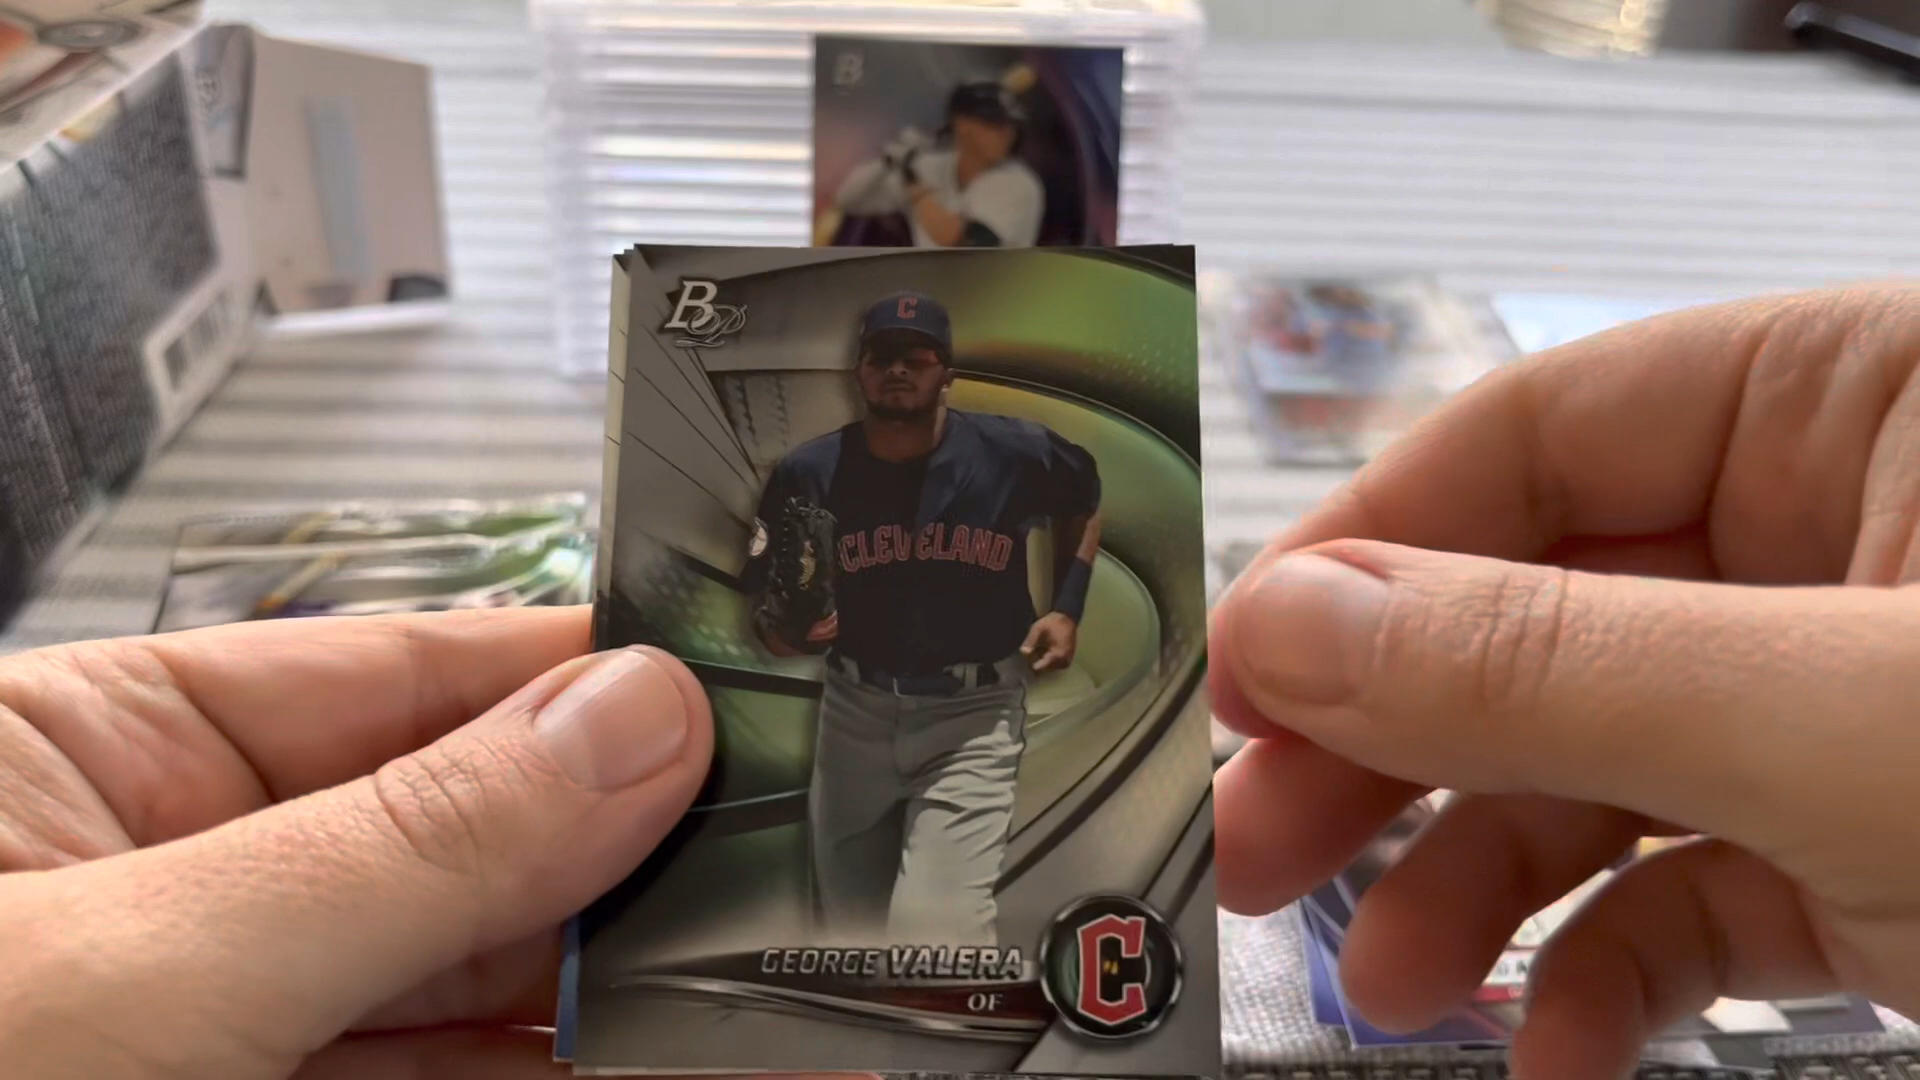 B
BP
C
CLEVELAND
GEORGE VALERA
OF
C